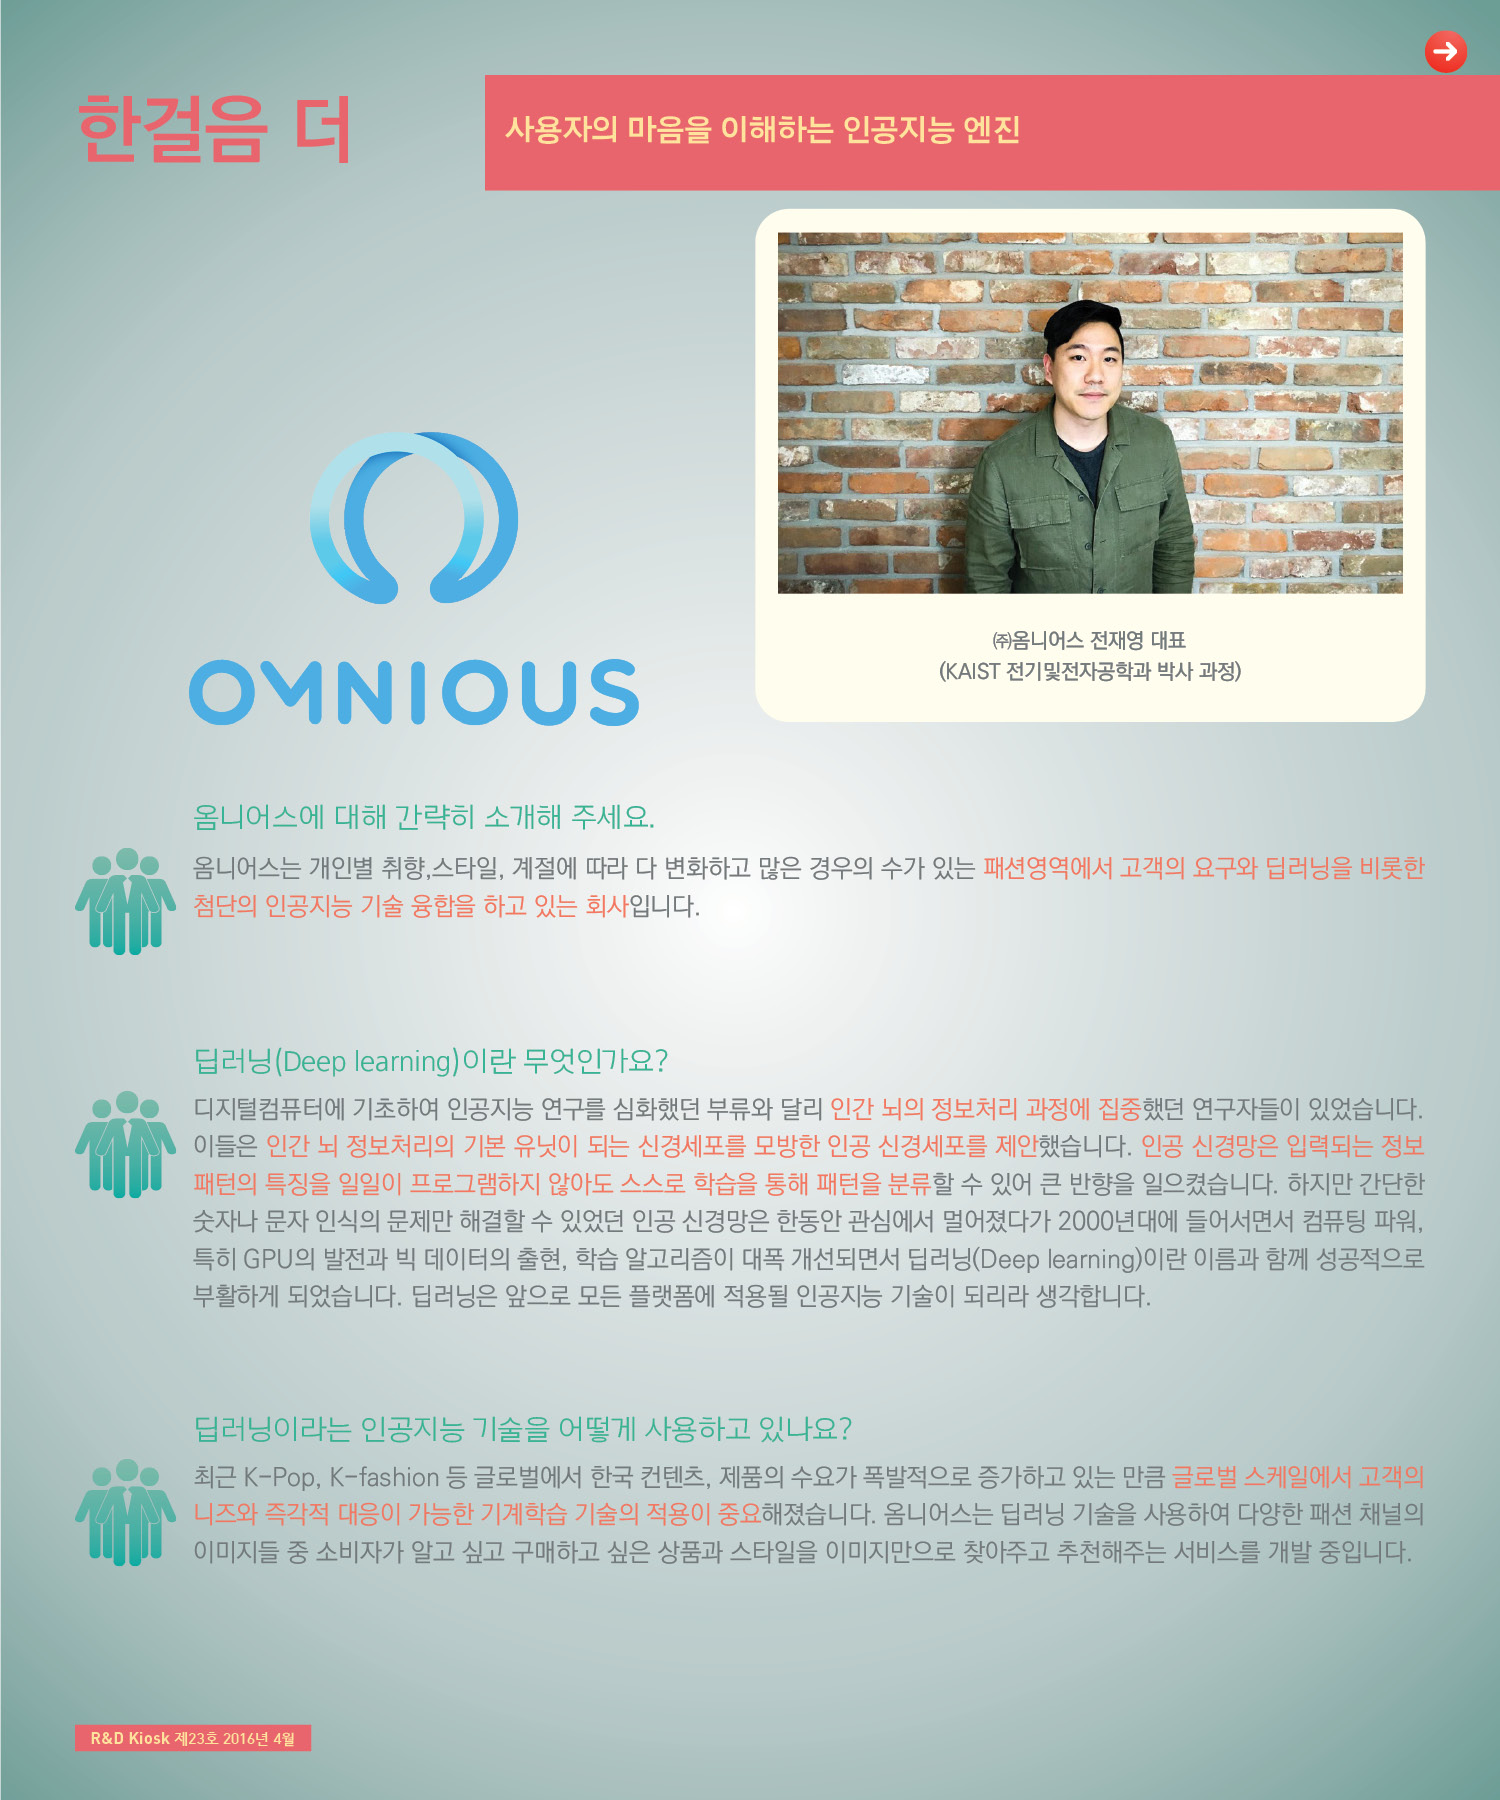 한걸음 더
사용자의 마음을 이해하는 인공지능 엔진
OMNIOUS
㈜옴니어스 전재영 대표
(KAIST 전기및전자공학과 박사 과정)
옴니어스에 대해 간략히 소개해 주세요.
옴니어스는 개인별 취향,스타일, 계절에 따라 다 변화하고 많은 경우의 수가 있는 패션영역에서 고객의 요구와 딥러닝을 비롯한
첨단의 인공지능 기술 융합을 하고 있는 회사입니다.
딥러닝(Deep learning)이란 무엇인가요?
디지털컴퓨터에 기초하여 인공지능 연구를 심화했던 부류와 달리 인간 뇌의 정보처리 과정에 집중했던 연구자들이 있었습니다.
이들은 인간 뇌 정보처리의 기본 유닛이 되는 신경세포를 모방한 인공 신경세포를 제안했습니다. 인공 신경망은 입력되는 정보
패턴의 특징을 일일이 프로그램하지 않아도 스스로 학습을 통해 패턴을 분류할 수 있어 큰 반향을 일으켰습니다. 하지만 간단한
숫자나 문자 인식의 문제만 해결할 수 있었던 인공 신경망은 한동안 관심에서 멀어졌다가 2000년대에 들어서면서 컴퓨팅 파워,
특히 GPU의 발전과 빅 데이터의 출현, 학습 알고리즘이 대폭 개선되면서 딥러닝(Deep learning)이란 이름과 함께 성공적으로
부활하게 되었습니다. 딥러닝은 앞으로 모든 플랫폼에 적용될 인공지능 기술이 되리라 생각합니다.
딥러닝이라는 인공지능 기술을 어떻게 사용하고 있나요?
최근 K-Pop, K-fashion 등 글로벌에서 한국 컨텐츠, 제품의 수요가 폭발적으로 증가하고 있는 만큼 글로벌 스케일에서 고객의
니즈와 즉각적 대응이 가능한 기계학습 기술의 적용이 중요해졌습니다. 옴니어스는 딥러닝 기술을 사용하여 다양한 패션 채널의
이미지들 중 소비자가 알고 싶고 구매하고 싶은 상품과 스타일을 이미지만으로 찾아주고 추천해주는 서비스를 개발 중입니다.
R&D Kiosk 제23호 2016년 4월